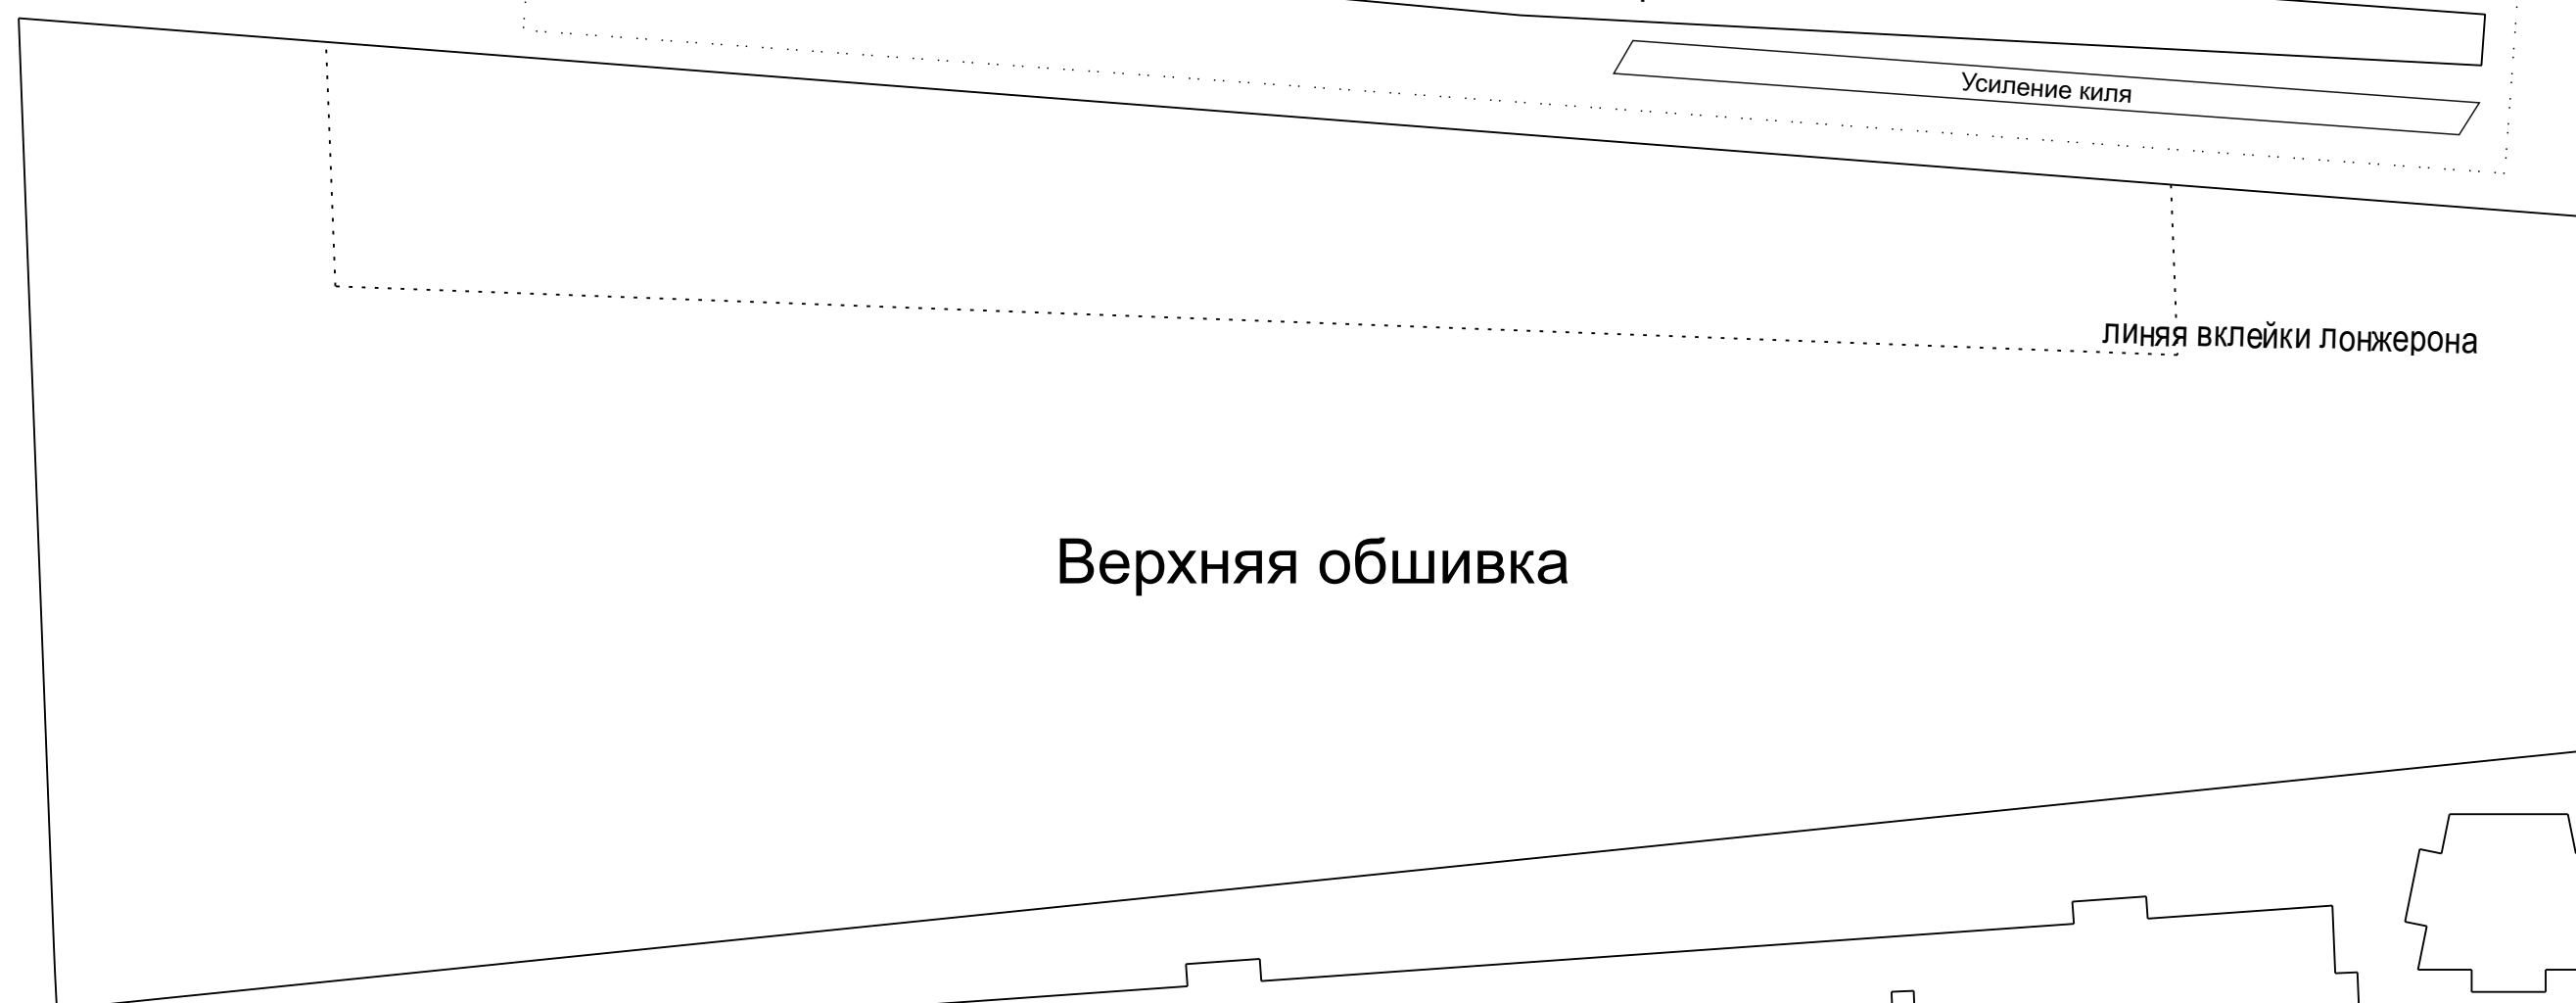 Усиление киля
линяя вклейки лонжерона
Верхняя обшивка